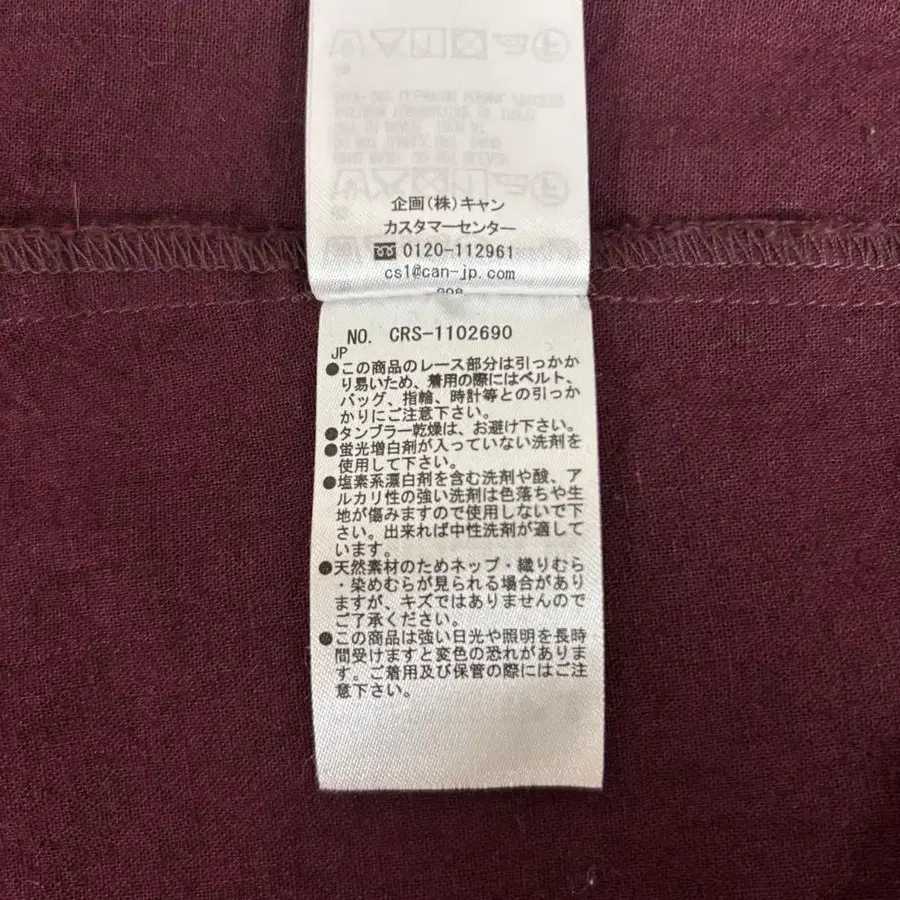 企画(株)キャン
カスタマーセンター
0120-112961
cs1@can-jp.com
NO. CRS-1102690
JP
●この商品のレース部分は引っかか
り易いため、着用の際にはベルト、
バッグ、指輪、時計等との引っか
かりにご注意下さい。
●タンブラー乾燥は、お避け下さい。
●蛍光増白剤が入っていない洗剤を
使用して下さい。
●塩素系漂白剤を含む洗剤や酸、ア
ルカリ性の強い洗剤は色落ちや生
地が傷みますので使用しないで下
さい。出来れば中性洗剤が適して
います。
●天然素材のためネップ・織りむら
・染めむらが見られる場合があり
ますが、キズではありませんので
ご了承ください。
●この商品は強い日光や照明を長時
間受けますと変色の恐れがありま
す。ご着用及び保管の際にはご注
意下さい。